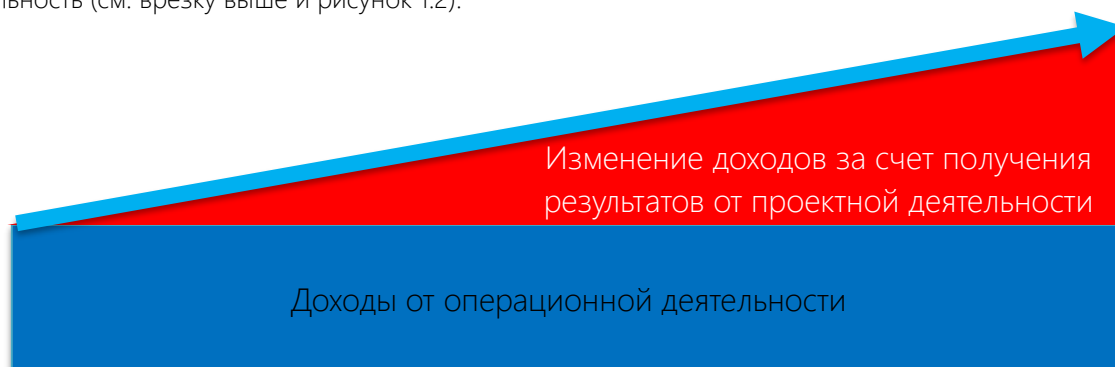 льность (см. врезку выше и рисунок 1.2).
Изменение доходов за счет получения
результатов от проектной деятельности
Доходы от операционной деятельности